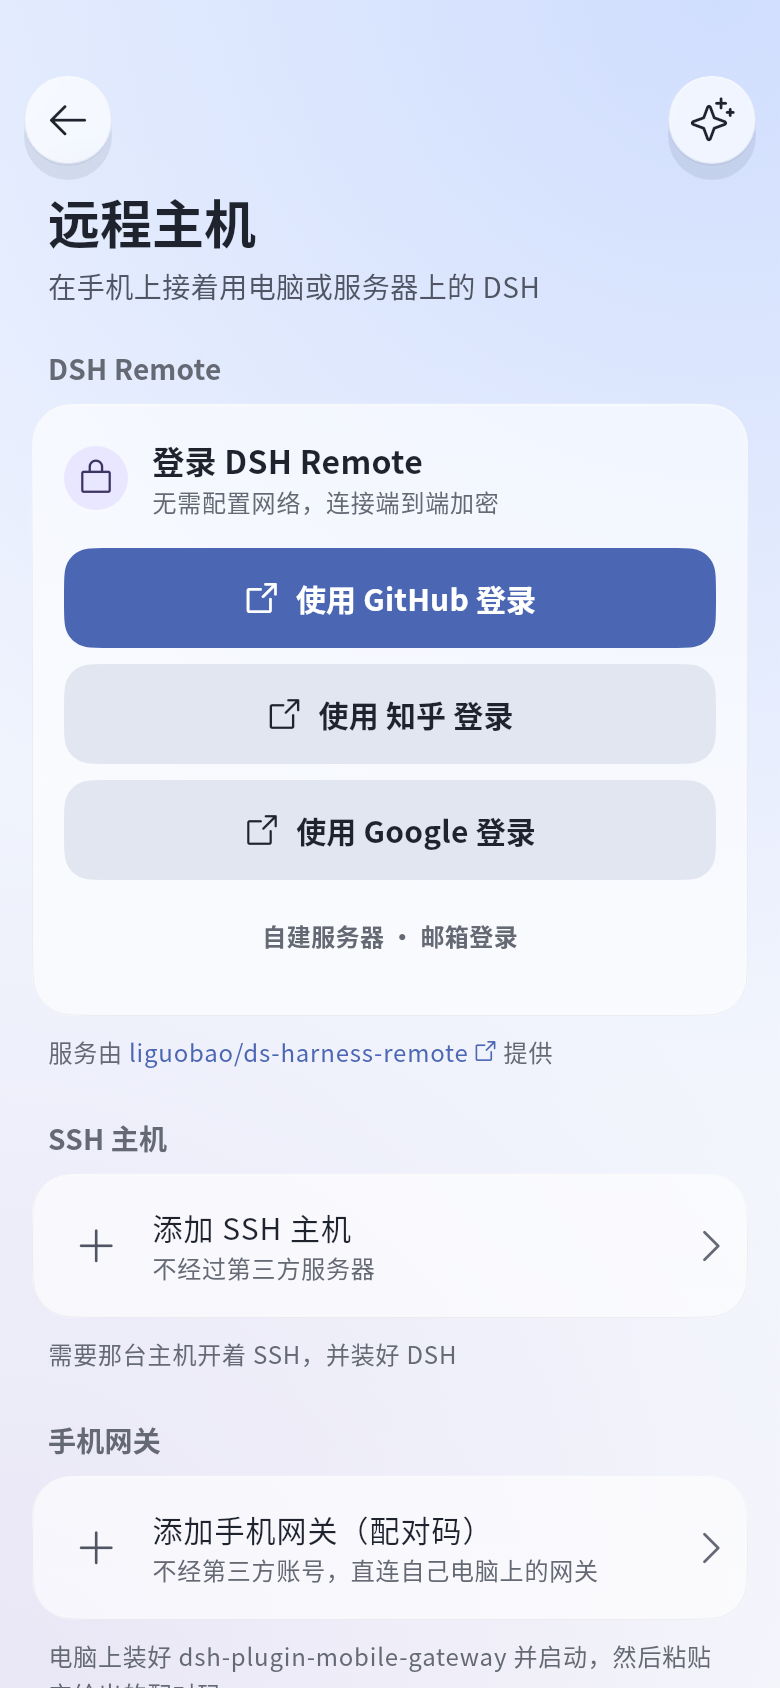 远程主机
在手机上接着用电脑或服务器上的 DSH
DSH Remote
登录 DSH Remote
无需配置网络，连接端到端加密
使用 GitHub 登录
使用 知乎 登录
使用 Google 登录
自建服务器 · 邮箱登录
服务由 liguobao/ds-harness-remote 提供
SSH 主机
添加 SSH 主机
不经过第三方服务器
需要那台主机开着 SSH，并装好 DSH
手机网关
添加手机网关（配对码）
不经第三方账号，直连自己电脑上的网关
电脑上装好 dsh-plugin-mobile-gateway 并启动，然后粘贴